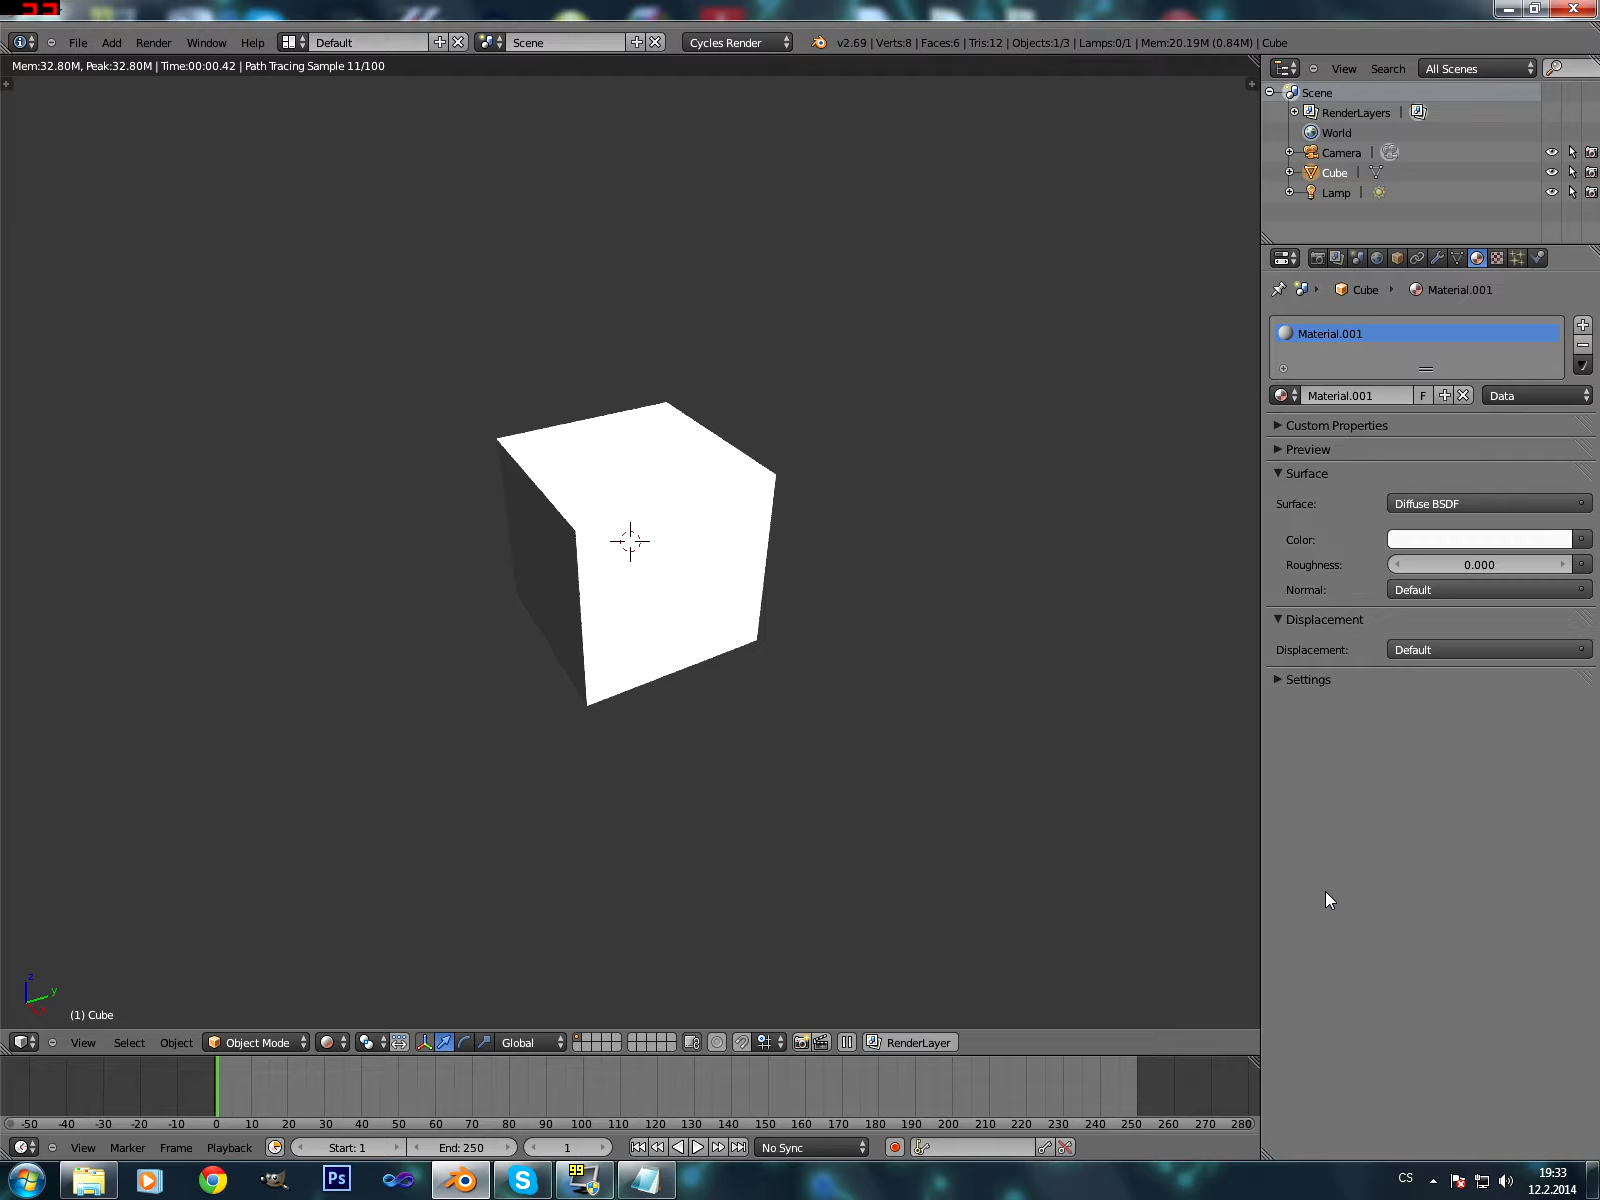 File Add Render Window Help Default Scene Cycles Render v2.69 | Verts:8 | Faces:6 | Tris:12 | Objects:1/3 | Lamps:0/1 | Mem:20.19M (0.84M) | Cube
Mem:32.80M, Peak:32.80M | Time:00:00.42 | Path Tracing Sample 11/100
View Search All Scenes
Scene
RenderLayers |
World
Camera |
Cube |
Lamp |
Cube Material.001
Material.001
Material.001 F Data
Custom Properties
Preview
Surface
Surface: Diffuse BSDF
Color:
Roughness: 0.000
Normal: Default
Displacement
Displacement: Default
Settings
z
y
x
(1) Cube
View Select Object Object Mode Global RenderLayer
-50 -40 -30 -20 -10 0 10 20 30 40 50 60 70 80 90 100 110 120 130 140 150 160 170 180 190 200 210 220 230 240 250 260 270 280
View Marker Frame Playback Start: 1 End: 250 1 No Sync
Ps S 99 CS 19:33
12.2.2014